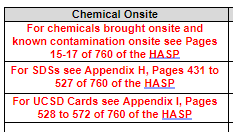 Chemical Onsite
For chemicals brought onsite and
known contamination onsite see Pages
15-17 of 760 of the HASP
For SDSs see Appendix H, Pages 431 to
527 of 760 of the HASP
For UCSD Cards see Appendix I, Pages
528 to 572 of 760 of the HASP